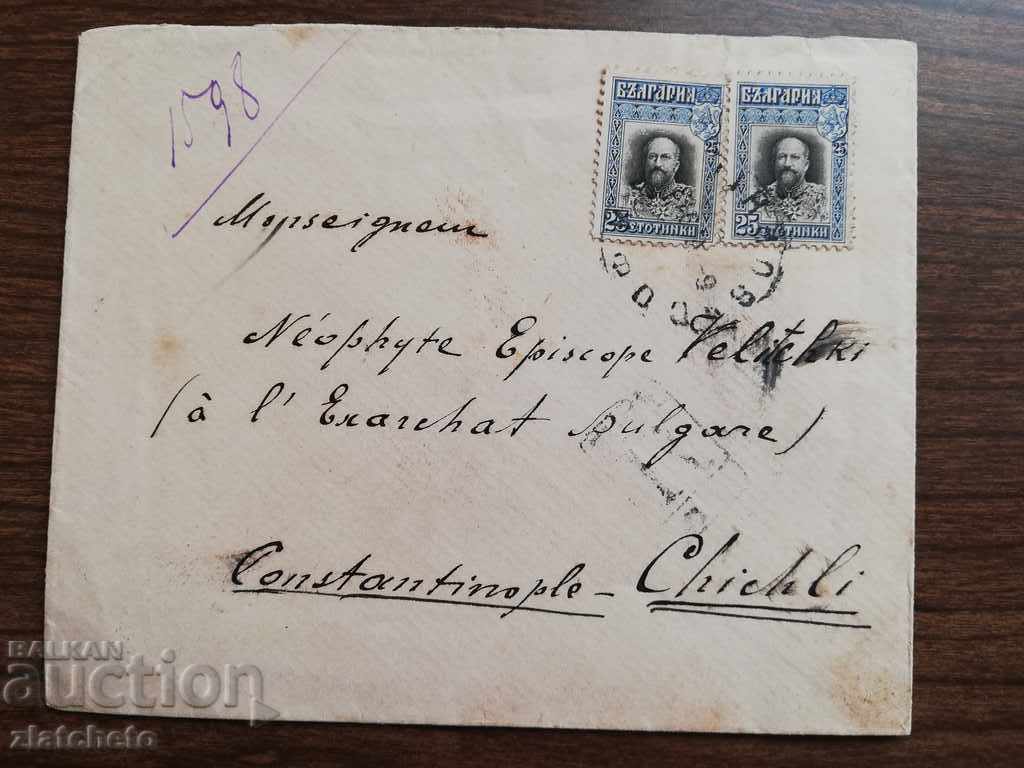 1598
БЪЛГАРИЯ БЪЛГАРИЯ
25 25
25 СТОТИНКИ 25 СТОТИНКИ
Monseigneur
Néophyte Episcope Velitchki
(à l'Exarchat Bulgare)
Constantinople - Chichli
BALKAN
auction
zlatcheto